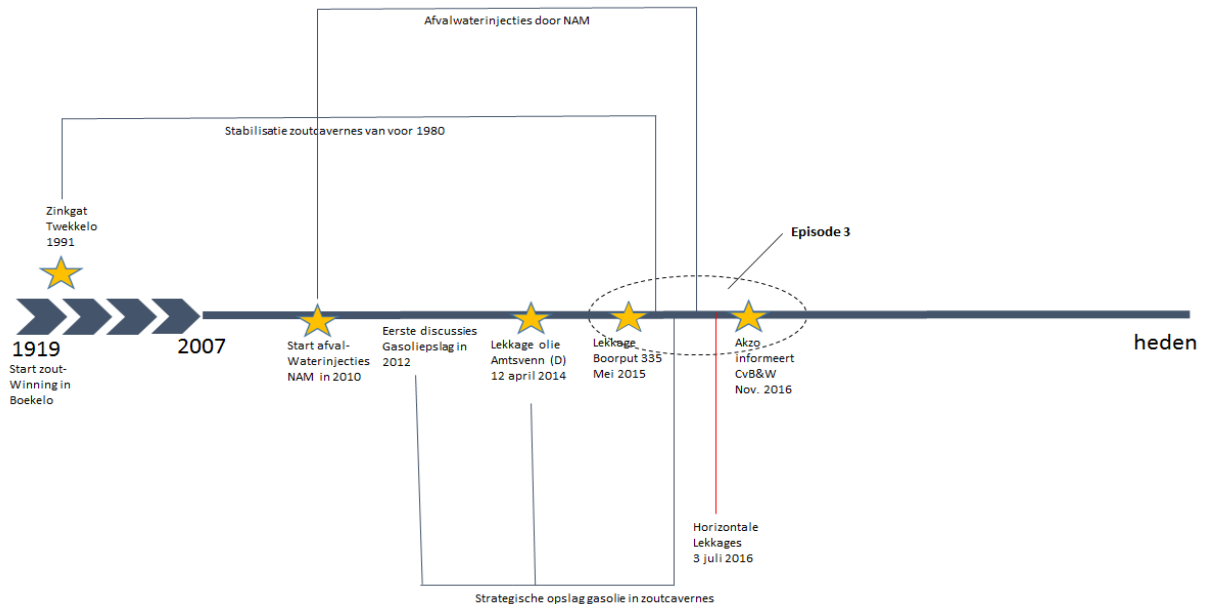 Afvalwaterinjecties door NAM
Stabilisatie zoutcavernes van voor 1980
Zinkgat
Twekkelo
1991
Episode 3
1919
Start zout-
Winning in
Boekelo
2007
Start afval-
Waterinjecties
NAM in 2010
Eerste discussies
Gasoliepslag in
2012
Lekkage olie
Amtsvenn (D)
12 april 2014
Lekkage
Boorput 335
Mei 2015
Akzo
informeert
CvB&W
Nov. 2016
heden
Horizontale
Lekkages
3 juli 2016
Strategische opslag gasolie in zoutcavernes